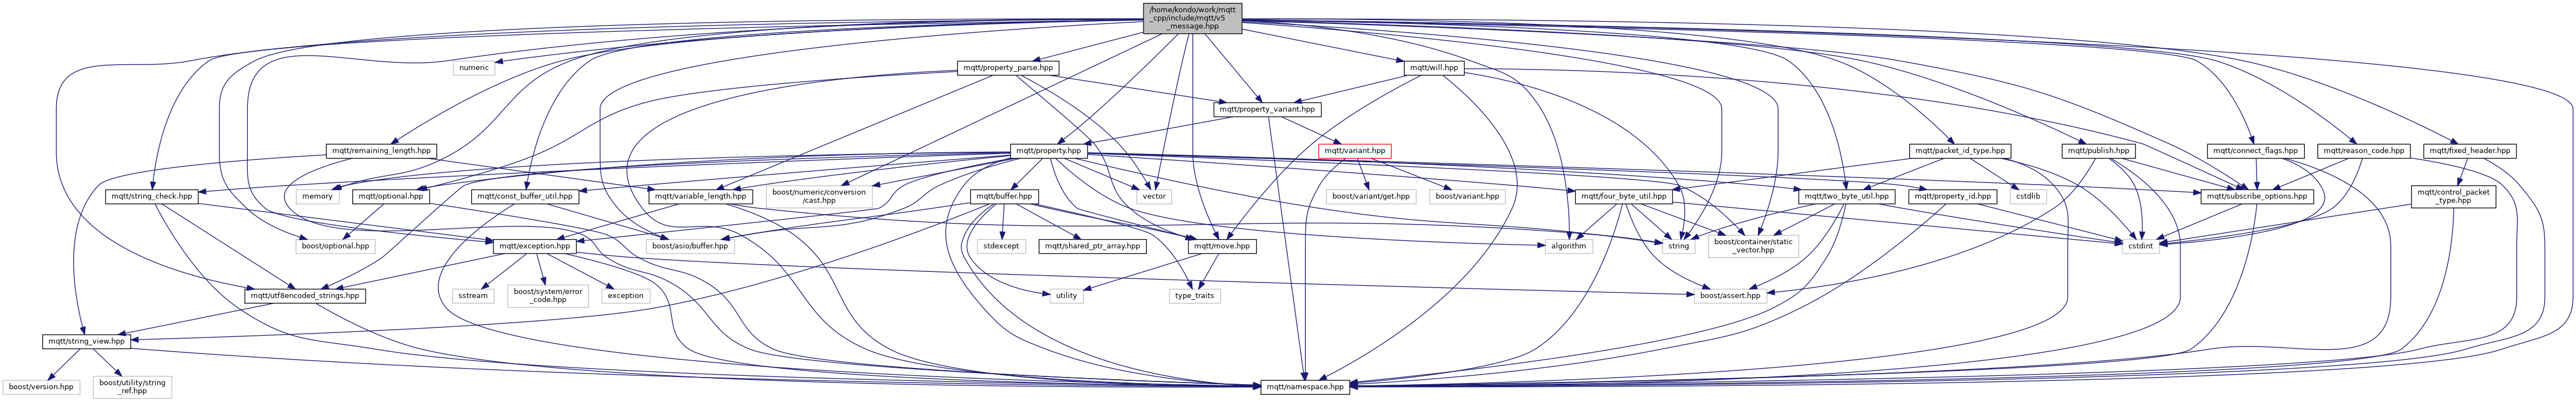 /home/kondo/work/mqtt
_cpp/include/mqtt/v5
_message.hpp
numeric
mqtt/property_parse.hpp
mqtt/will.hpp
mqtt/property_variant.hpp
mqtt/remaining_length.hpp
mqtt/property.hpp
mqtt/variant.hpp
mqtt/packet_id_type.hpp
mqtt/publish.hpp
mqtt/connect_flags.hpp
mqtt/reason_code.hpp
mqtt/fixed_header.hpp
mqtt/string_check.hpp
memory
mqtt/optional.hpp
mqtt/const_buffer_util.hpp
mqtt/variable_length.hpp
boost/numeric/conversion
/cast.hpp
mqtt/buffer.hpp
vector
boost/variant/get.hpp
boost/variant.hpp
mqtt/four_byte_util.hpp
mqtt/two_byte_util.hpp
mqtt/property_id.hpp
cstdlib
mqtt/subscribe_options.hpp
mqtt/control_packet
_type.hpp
boost/optional.hpp
mqtt/exception.hpp
boost/asio/buffer.hpp
stdexcept
mqtt/shared_ptr_array.hpp
mqtt/move.hpp
algorithm
string
boost/container/static
_vector.hpp
cstdint
mqtt/utf8encoded_strings.hpp
sstream
boost/system/error
_code.hpp
exception
utility
type_traits
boost/assert.hpp
mqtt/string_view.hpp
boost/version.hpp
boost/utility/string
_ref.hpp
mqtt/namespace.hpp